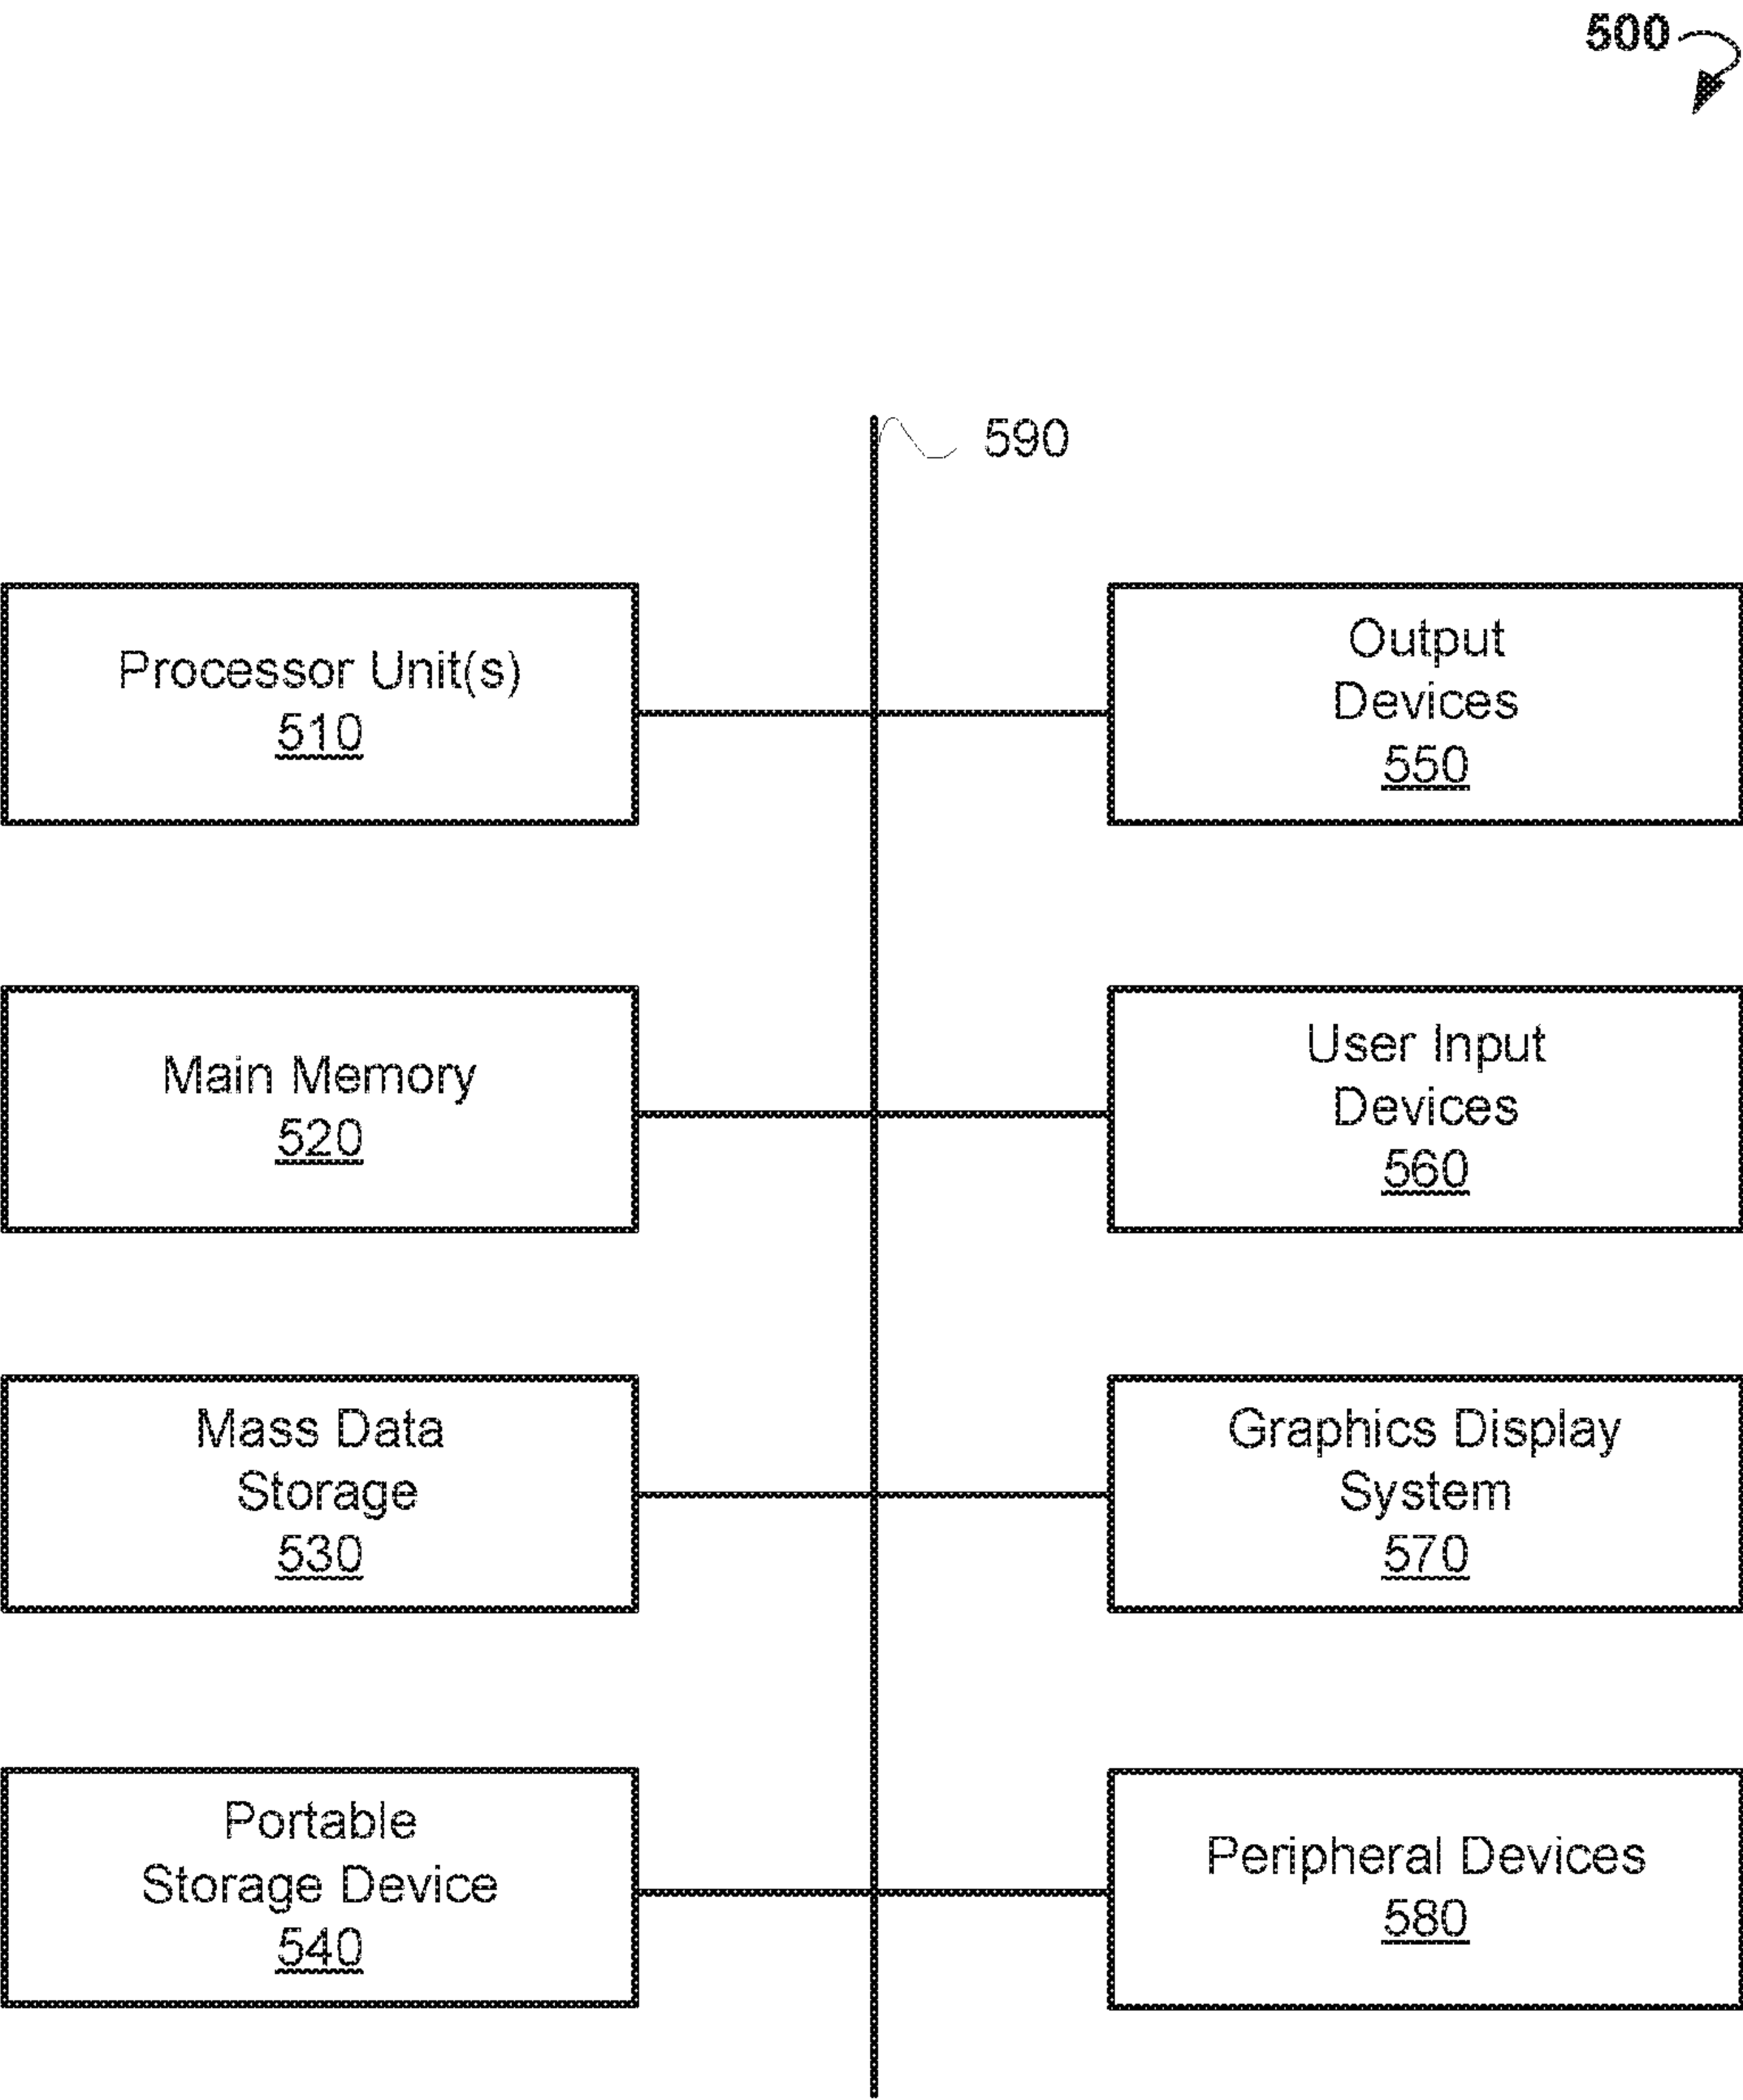 500
590
Processor Unit(s)
510
Output
Devices
550
Main Memory
520
User Input
Devices
560
Mass Data
Storage
530
Graphics Display
System
570
Portable
Storage Device
540
Peripheral Devices
580